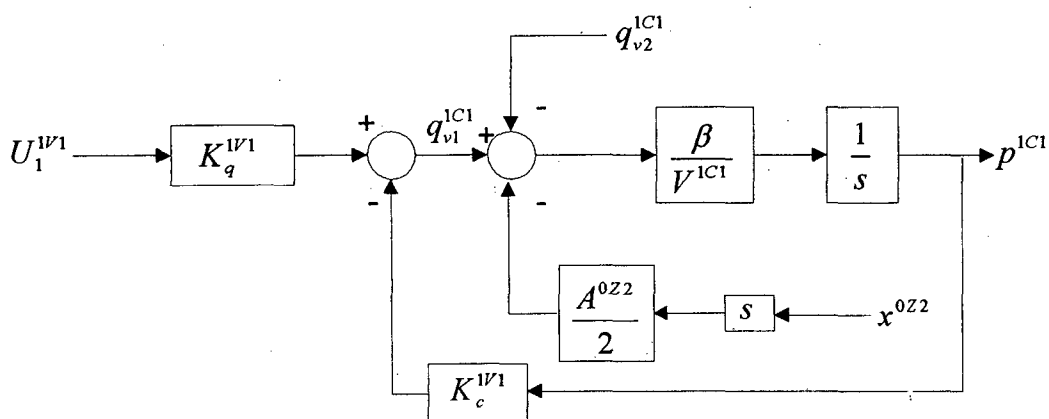 q_{v2}^{1C1}
-
U_1^{1V1}
K_q^{1V1}
+
-
q_{v1}^{1C1}
+
-
β
V^{1C1}
1
s
p^{1C1}
A^{0Z2}
2
s
x^{0Z2}
K_c^{1V1}